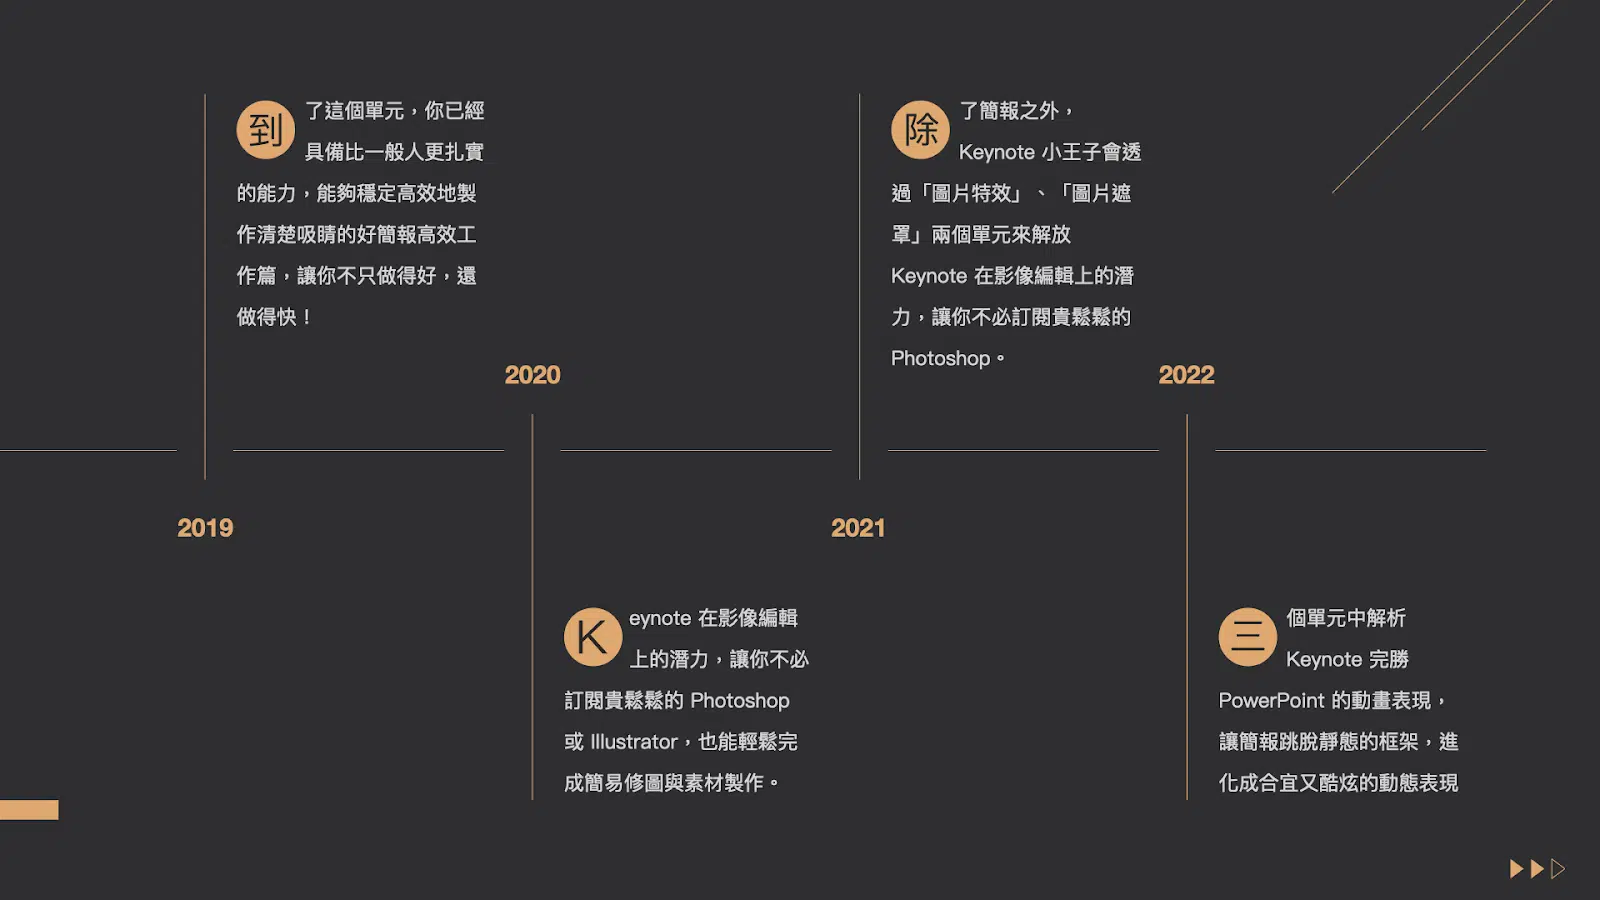 到
了這個單元，你已經
具備比一般人更扎實
的能力，能夠穩定高效地製
作清楚吸睛的好簡報高效工
作篇，讓你不只做得好，還
做得快！
2019
2020
K
eynote 在影像編輯
上的潛力，讓你不必
訂閱貴鬆鬆的 Photoshop
或 Illustrator，也能輕鬆完
成簡易修圖與素材製作。
除
了簡報之外，
Keynote 小王子會透
過「圖片特效」、「圖片遮
罩」兩個單元來解放
Keynote 在影像編輯上的潛
力，讓你不必訂閱貴鬆鬆的
Photoshop。
2021
2022
三
個單元中解析
Keynote 完勝
PowerPoint 的動畫表現，
讓簡報跳脫靜態的框架，進
化成合宜又酷炫的動態表現